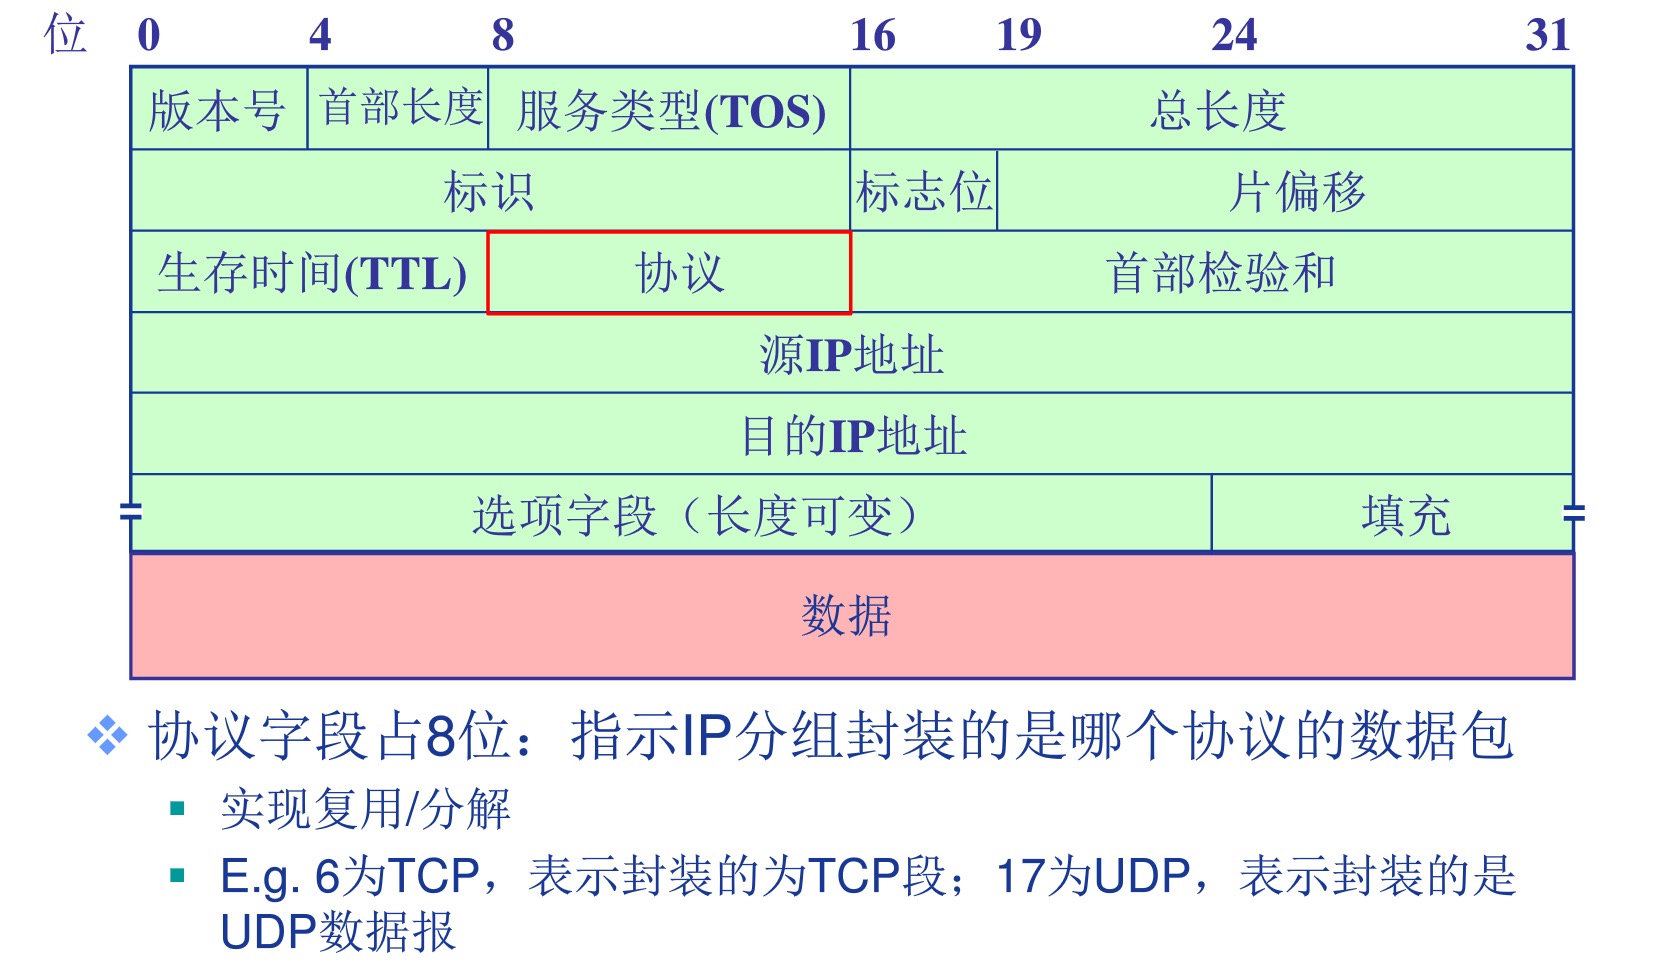 位 0 4 8 16 19 24 31
版本号 首部长度 服务类型(TOS) 总长度
标识 标志位 片偏移
生存时间(TTL) 协议 首部检验和
源IP地址
目的IP地址
选项字段（长度可变） 填充
数据
协议字段占8位：指示IP分组封装的是哪个协议的数据包
实现复用/分解
E.g. 6为TCP，表示封装的为TCP段；17为UDP，表示封装的是
UDP数据报